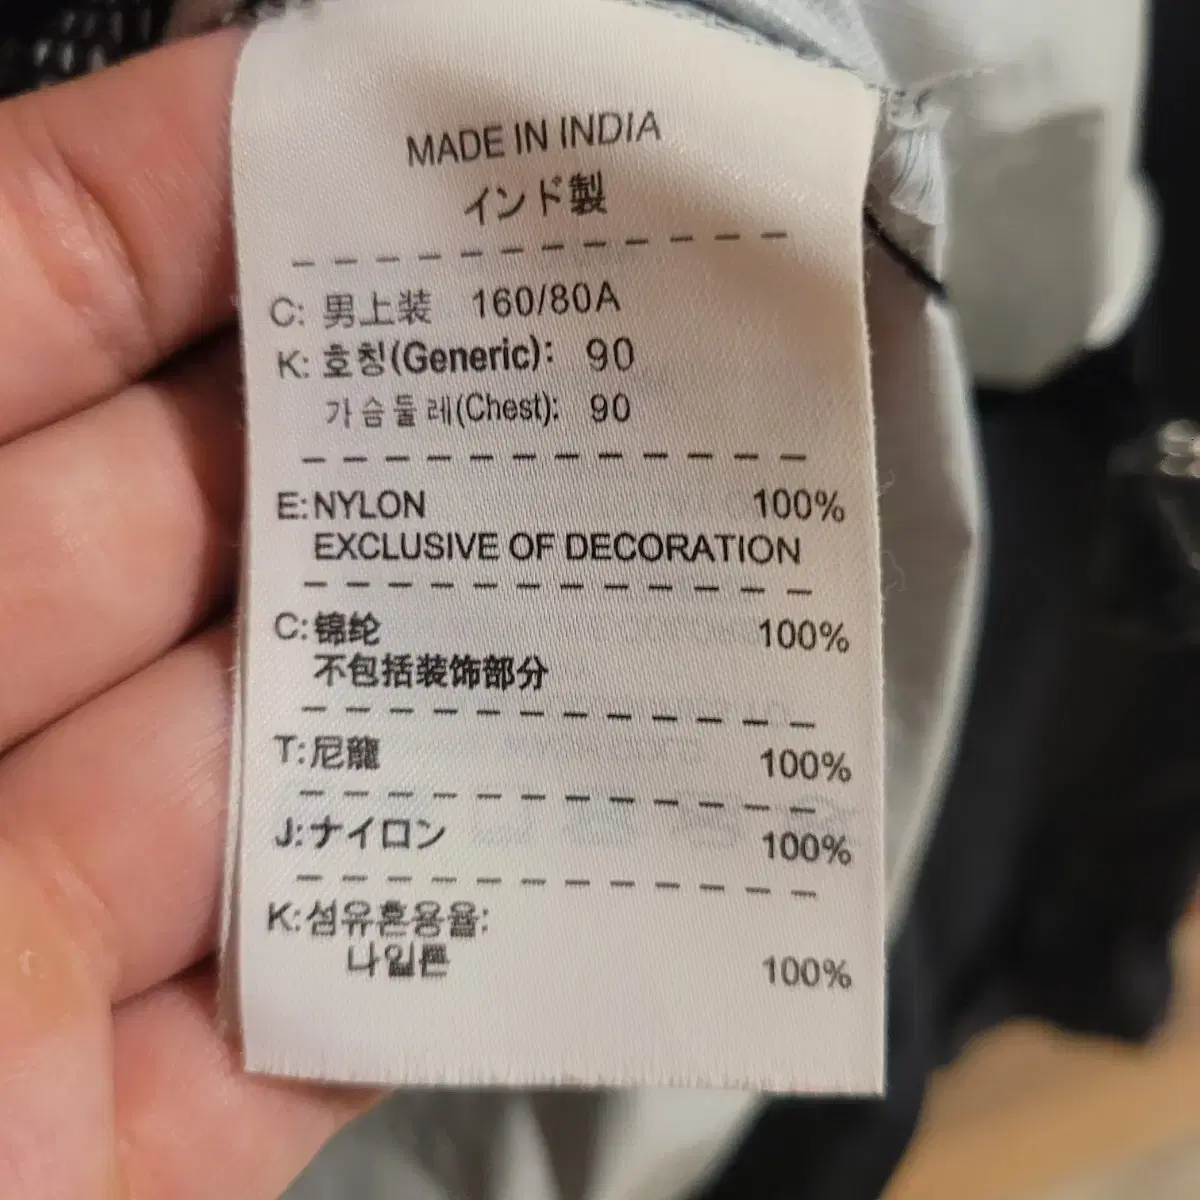 MADE IN INDIA
インド製
C: 男上装 160/80A
K: 호칭(Generic): 90
가슴둘레(Chest): 90
E:NYLON 100%
EXCLUSIVE OF DECORATION
C:锦纶 100%
不包括装饰部分
T:尼龍 100%
J:ナイロン 100%
K:섬유혼용율:
나일론 100%